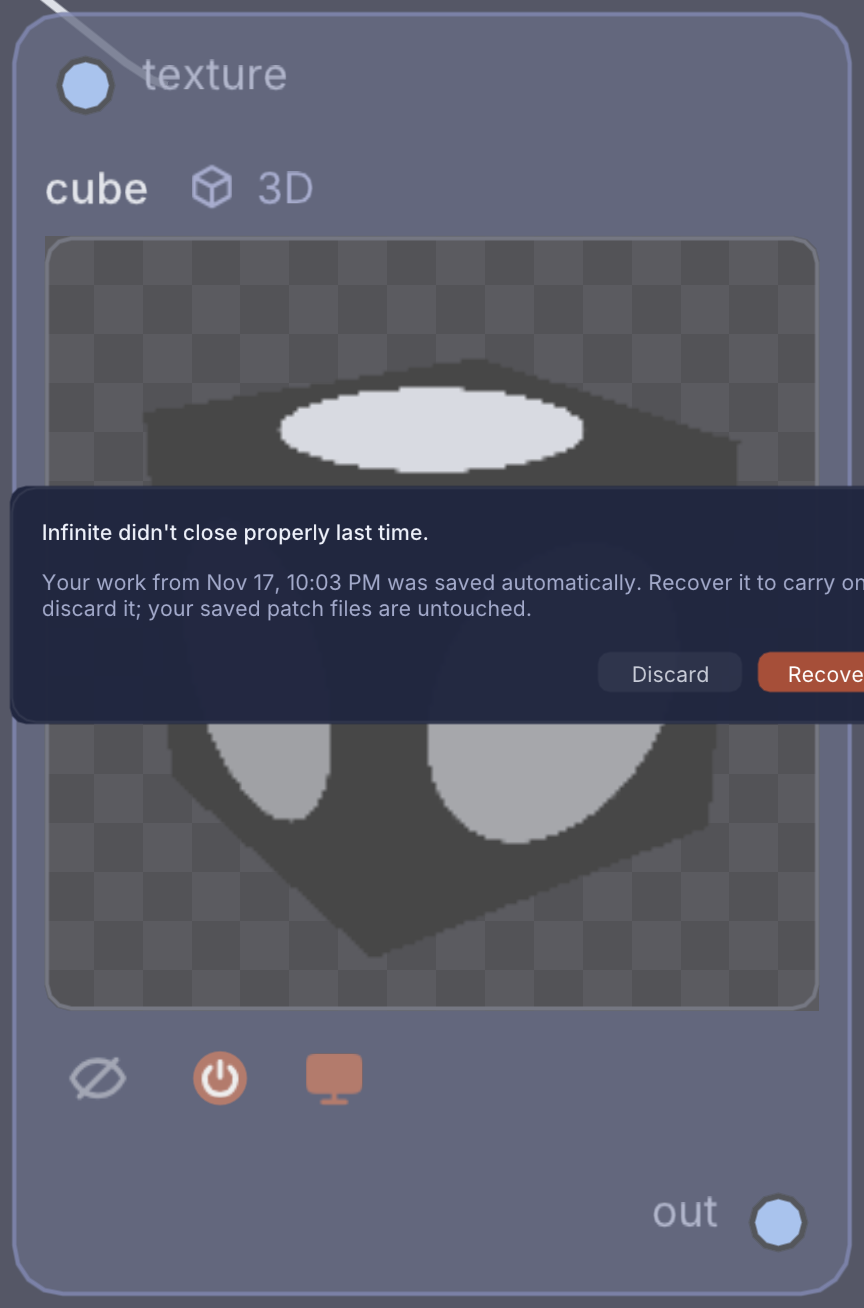 texture
cube 3D
Infinite didn't close properly last time.
Your work from Nov 17, 10:03 PM was saved automatically. Recover it to carry on
discard it; your saved patch files are untouched.
Discard Recove
out